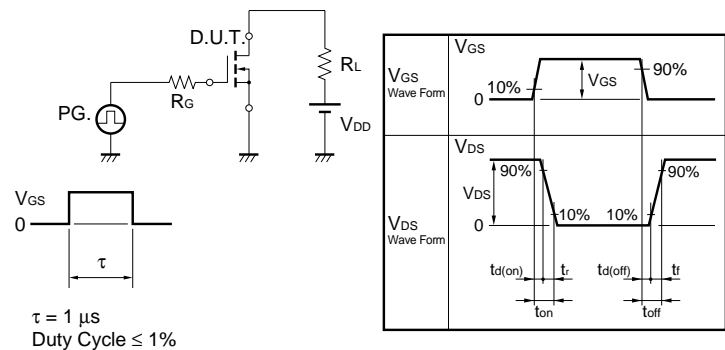 D.U.T.
RL
RG
PG.
VDD
VGS
0
τ
τ = 1 μs
Duty Cycle ≤ 1%
VGS
Wave Form
VGS
10%
VGS
90%
0
VDS
Wave Form
VDS
90%
VDS
90%
10%
10%
0
td(on)
tr
td(off)
tf
ton
toff